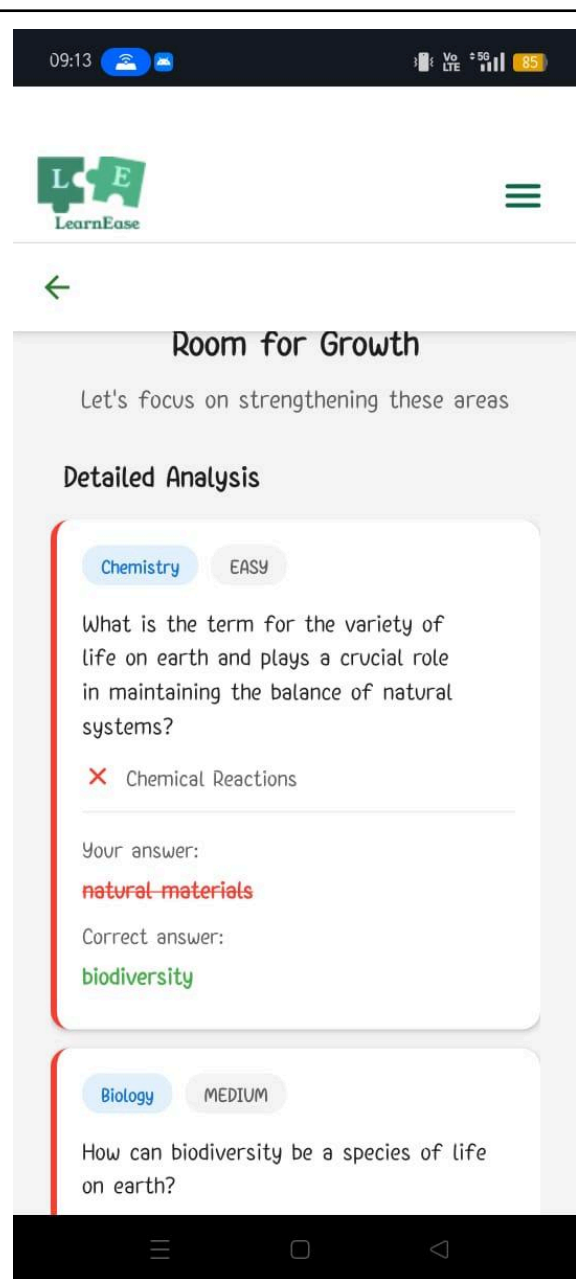 09:13
Vo
LTE
5G
85
L E
LearnEase
Room for Growth
Let's focus on strengthening these areas
Detailed Analysis
Chemistry EASY
What is the term for the variety of
life on earth and plays a crucial role
in maintaining the balance of natural
systems?
Chemical Reactions
Your answer:
natural materials
Correct answer:
biodiversity
Biology MEDIUM
How can biodiversity be a species of life
on earth?